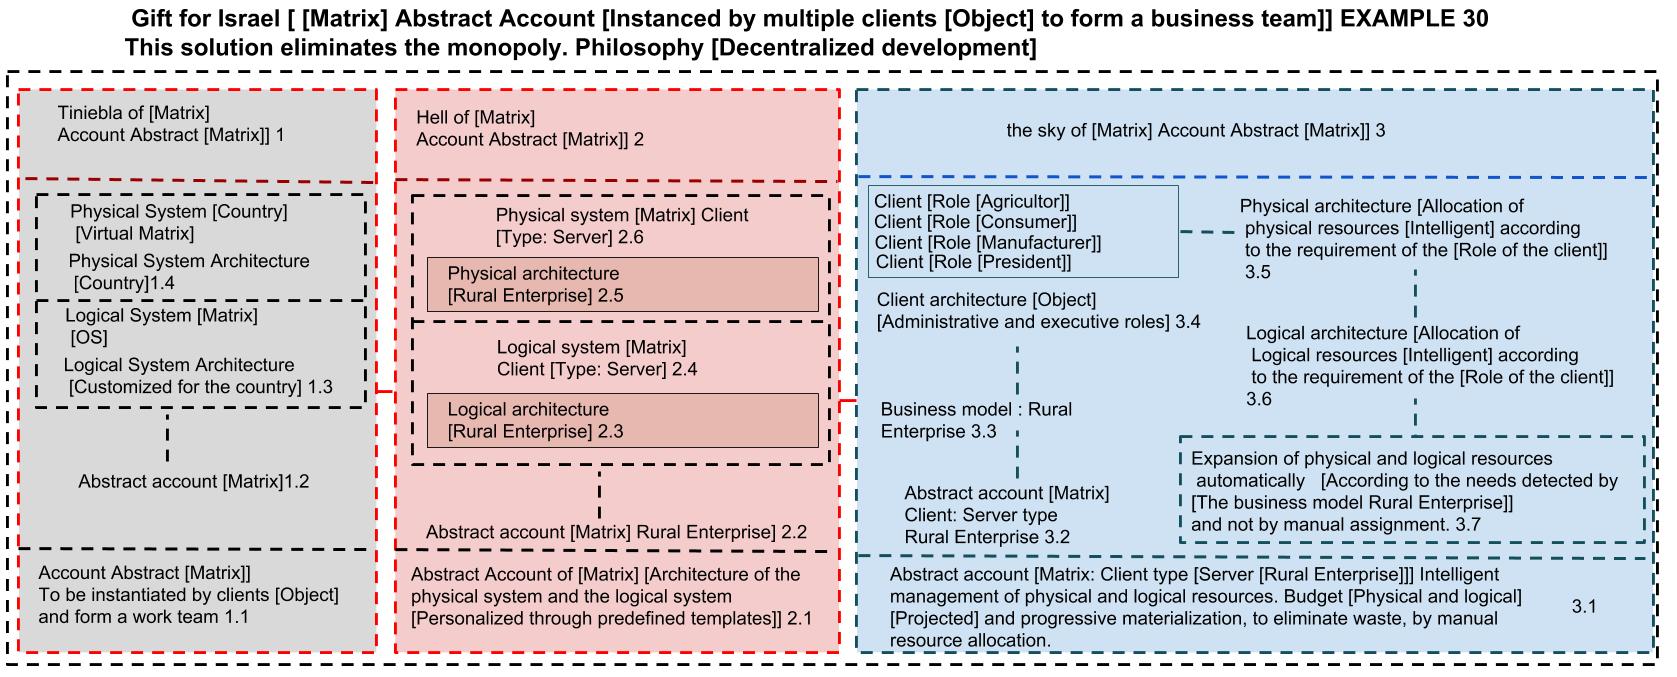 Gift for Israel [ [Matrix] Abstract Account [Instanced by multiple clients [Object] to form a business team]] EXAMPLE 30
This solution eliminates the monopoly. Philosophy [Decentralized development]
Tiniebla of [Matrix]
Account Abstract [Matrix]] 1
Physical System [Country]
[Virtual Matrix]
Physical System Architecture
[Country]1.4
Logical System [Matrix]
[OS]
Logical System Architecture
[Customized for the country] 1.3
Abstract account [Matrix]1.2
Account Abstract [Matrix]]
To be instantiated by clients [Object]
and form a work team 1.1
Hell of [Matrix]
Account Abstract [Matrix]] 2
Physical system [Matrix] Client
[Type: Server] 2.6
Physical architecture
[Rural Enterprise] 2.5
Logical system [Matrix]
Client [Type: Server] 2.4
Logical architecture
[Rural Enterprise] 2.3
Abstract account [Matrix] Rural Enterprise] 2.2
Abstract Account of [Matrix] [Architecture of the
physical system and the logical system
[Personalized through predefined templates]] 2.1
the sky of [Matrix] Account Abstract [Matrix]] 3
Client [Role [Agricultor]]
Client [Role [Consumer]]
Client [Role [Manufacturer]]
Client [Role [President]]
Client architecture [Object]
[Administrative and executive roles] 3.4
Business model : Rural
Enterprise 3.3
Abstract account [Matrix]
Client: Server type
Rural Enterprise 3.2
Physical architecture [Allocation of
physical resources [Intelligent] according
to the requirement of the [Role of the client]]
3.5
Logical architecture [Allocation of
Logical resources [Intelligent] according
to the requirement of the [Role of the client]]
3.6
Expansion of physical and logical resources
automatically [According to the needs detected by
[The business model Rural Enterprise]]
and not by manual assignment. 3.7
Abstract account [Matrix: Client type [Server [Rural Enterprise]]] Intelligent
management of physical and logical resources. Budget [Physical and logical]
[Projected] and progressive materialization, to eliminate waste, by manual
resource allocation.
3.1